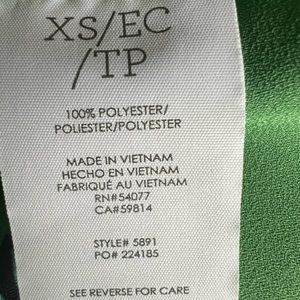 XS/EC
/TP
100% POLYESTER/
POLIESTER/POLYESTER
MADE IN VIETNAM
HECHO EN VIETNAM
FABRIQUÉ AU VIETNAM
RN#54077
CA#59814
STYLE# 5891
PO# 224185
SEE REVERSE FOR CARE